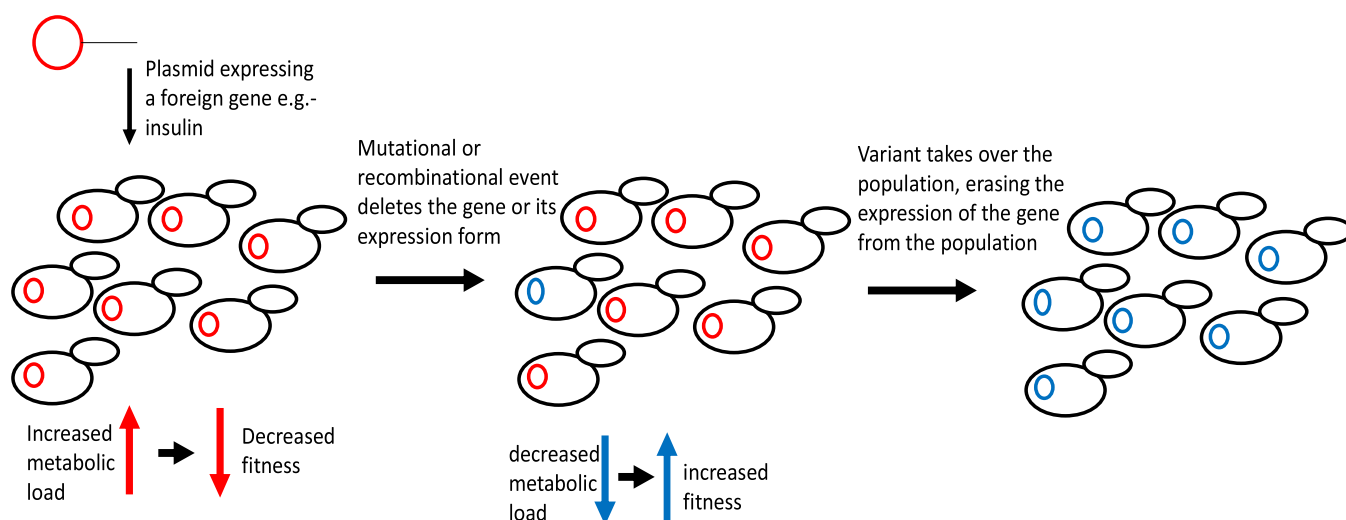 Plasmid expressing
a foreign gene e.g.-
insulin
Mutational or
recombinational event
deletes the gene or its
expression form
Variant takes over the
population, erasing the
expression of the gene
from the population
Increased
metabolic
load
Decreased
fitness
decreased
metabolic
load
increased
fitness